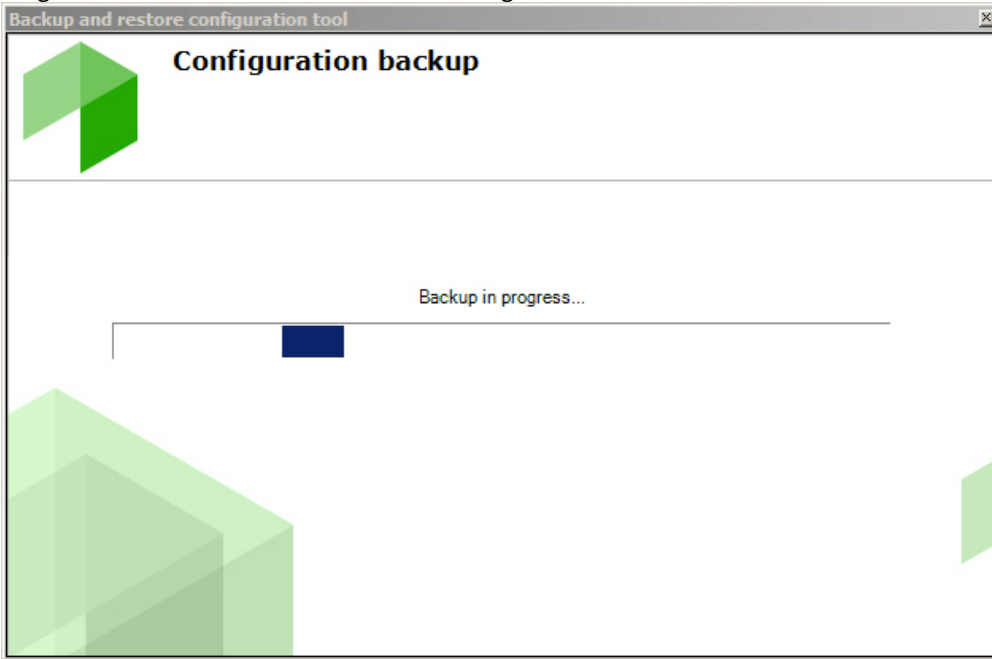 Backup and restore configuration tool
Configuration backup
Backup in progress...